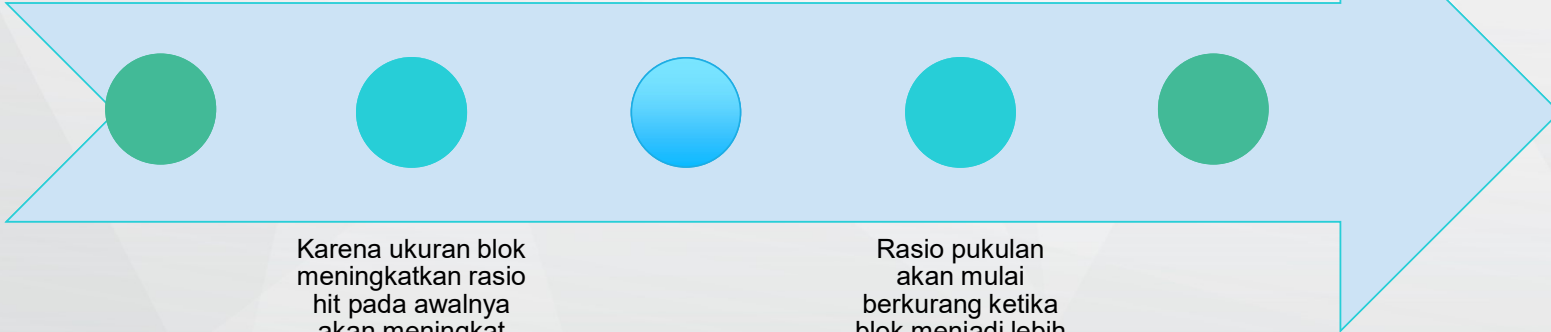 Karena ukuran blok
meningkatkan rasio
hit pada awalnya
akan meningkat
Rasio pukulan
akan mulai
berkurang ketika
blok menjadi lebih